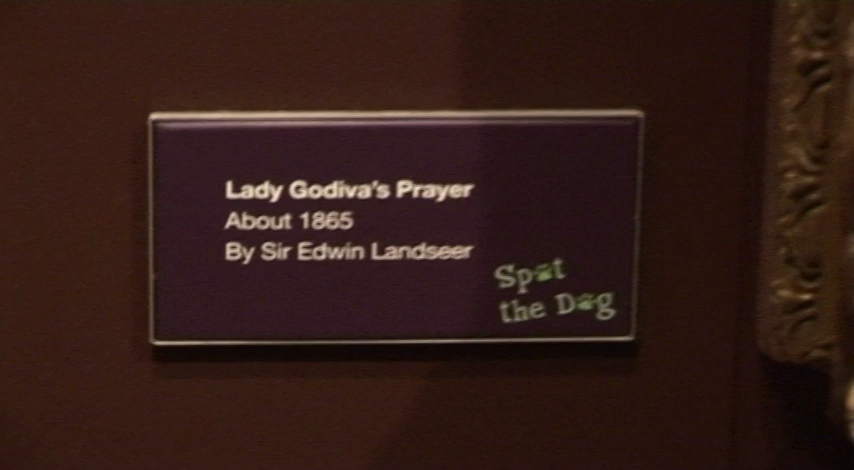 Lady Godiva's Prayer
About 1865
By Sir Edwin Landseer
Spot
the Dog